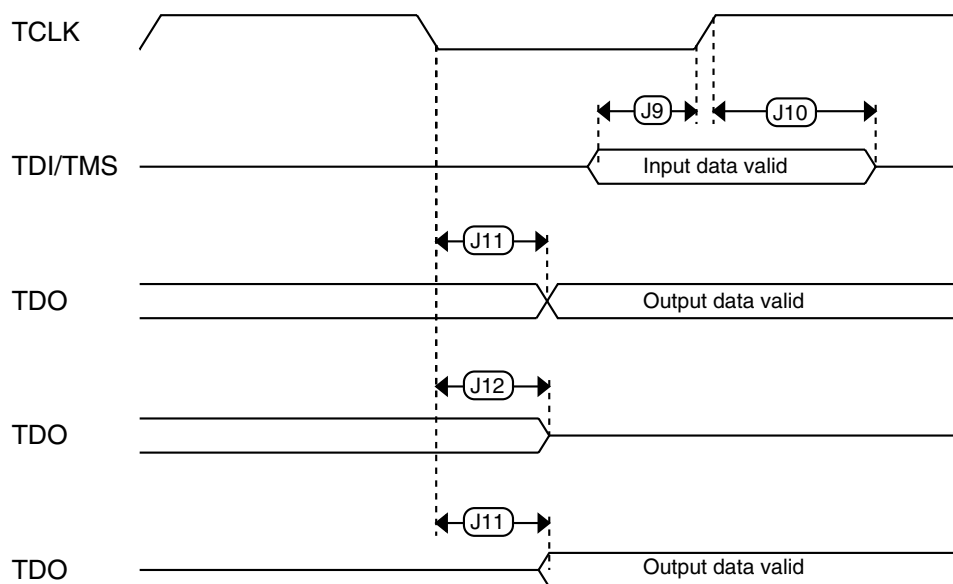 TCLK
J9
J10
TDI/TMS
Input data valid
J11
TDO
Output data valid
J12
TDO
J11
TDO
Output data valid